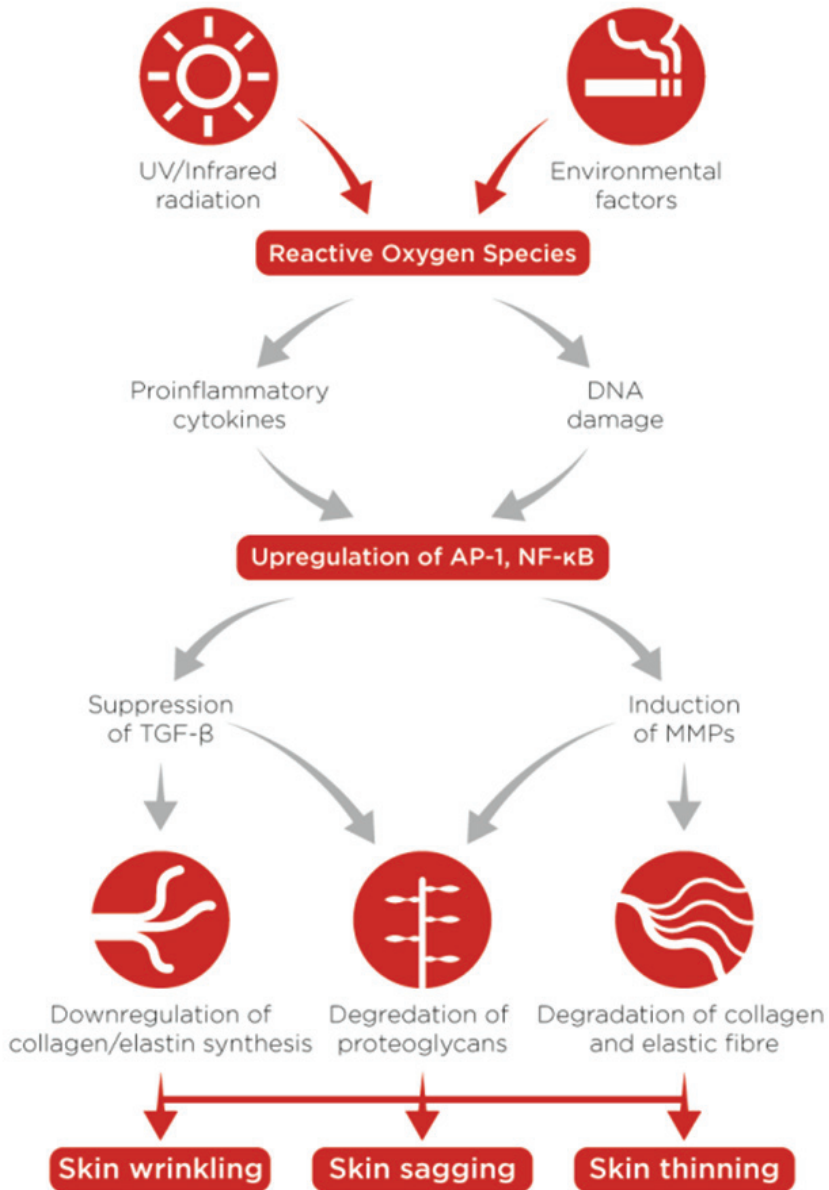 UV/Infrared
radiation
Environmental
factors
Reactive Oxygen Species
Proinflammatory
cytokines
DNA
damage
Upregulation of AP-1, NF-κB
Suppression
of TGF-β
Induction
of MMPs
Downregulation of
collagen/elastin synthesis
Degredation of
proteoglycans
Degradation of collagen
and elastic fibre
Skin wrinkling
Skin sagging
Skin thinning